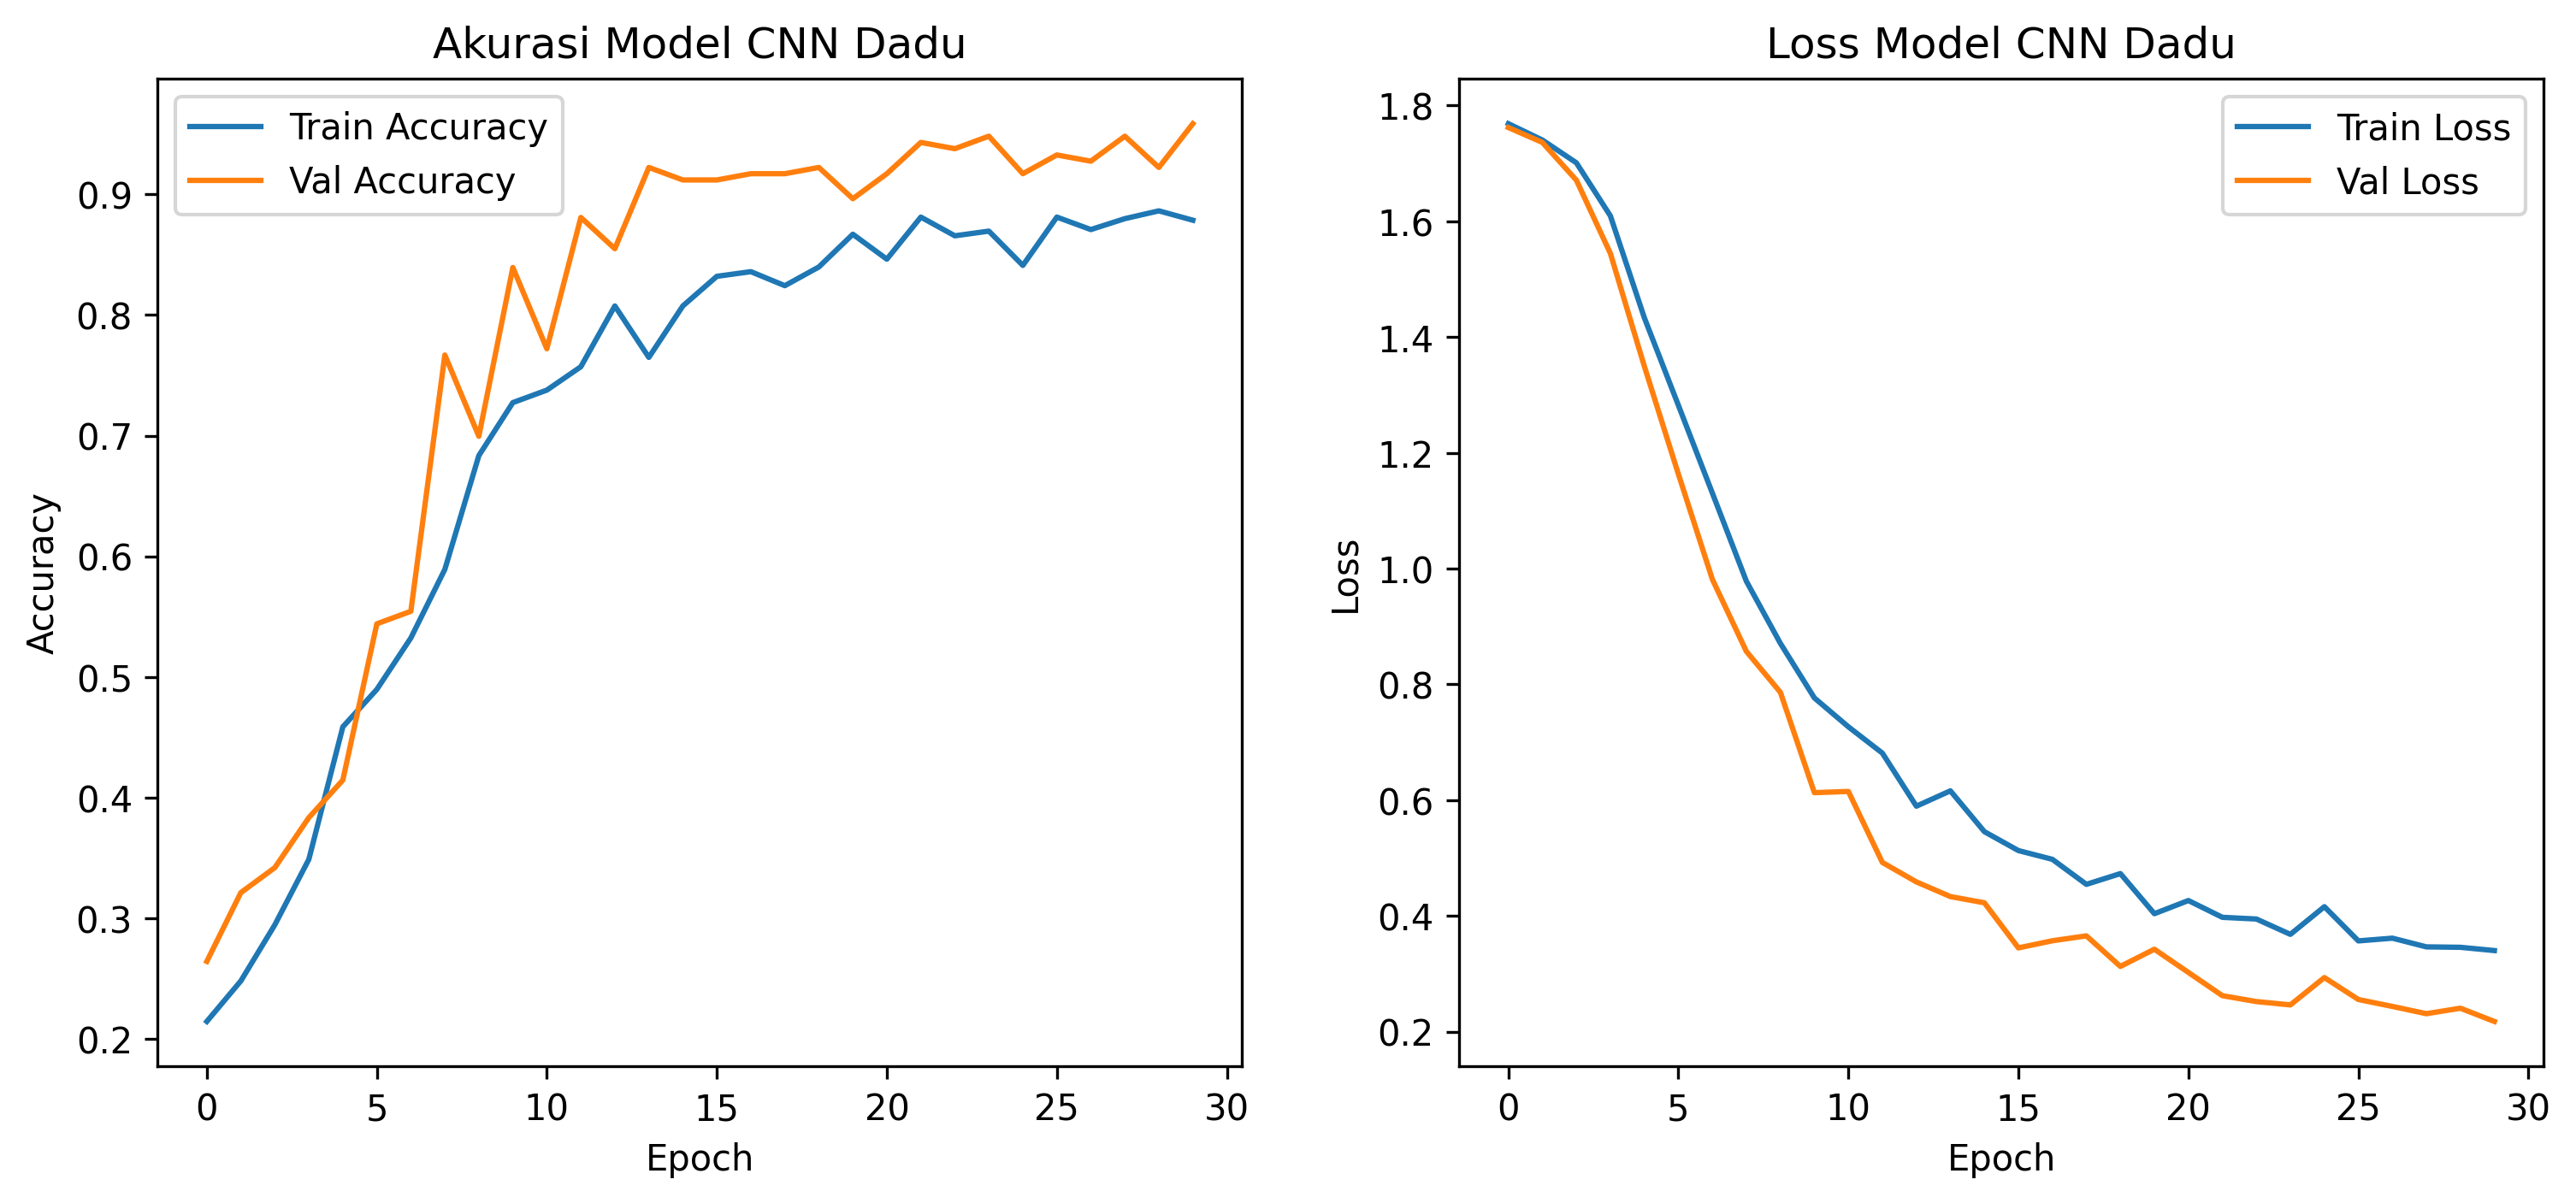 Akurasi Model CNN Dadu
Train Accuracy
Val Accuracy
0.9
0.8
0.7
0.6
0.5
0.4
0.3
0.2
Accuracy
0 5 10 15 20 25 30
Epoch
Loss Model CNN Dadu
Train Loss
Val Loss
1.8
1.6
1.4
1.2
1.0
0.8
0.6
0.4
0.2
Loss
0 5 10 15 20 25 30
Epoch